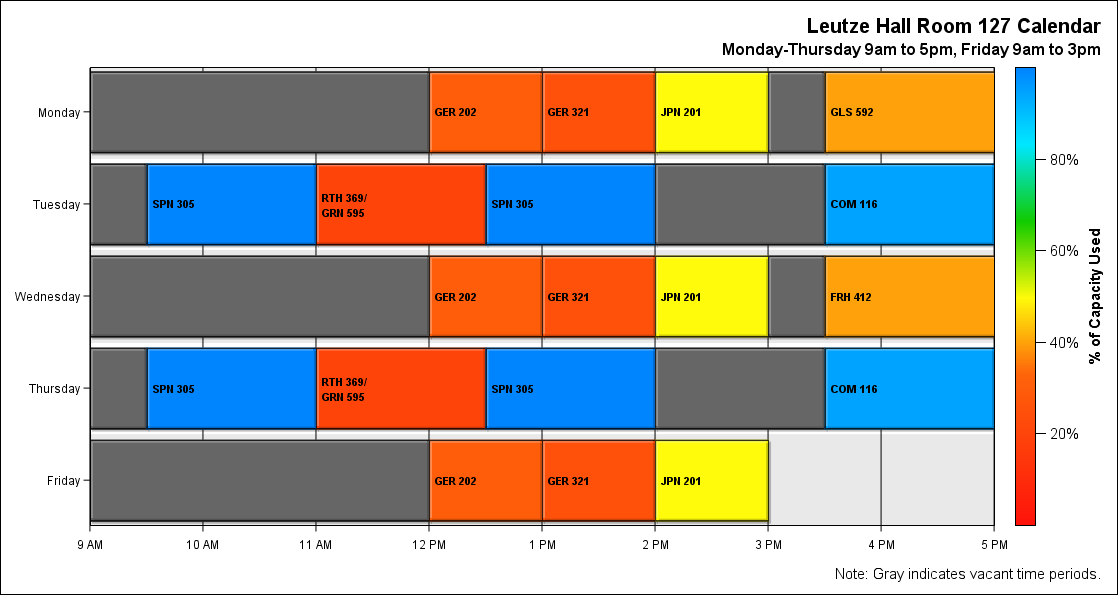 Leutze Hall Room 127 Calendar
Monday-Thursday 9am to 5pm, Friday 9am to 3pm
Monday
GER 202
GER 321
JPN 201
GLS 592
Tuesday
SPN 305
RTH 369/
GRN 595
SPN 305
COM 116
Wednesday
GER 202
GER 321
JPN 201
FRH 412
Thursday
SPN 305
RTH 369/
GRN 595
SPN 305
COM 116
Friday
GER 202
GER 321
JPN 201
9 AM
10 AM
11 AM
12 PM
1 PM
2 PM
3 PM
4 PM
5 PM
80%
60%
40%
20%
% of Capacity Used
Note: Gray indicates vacant time periods.